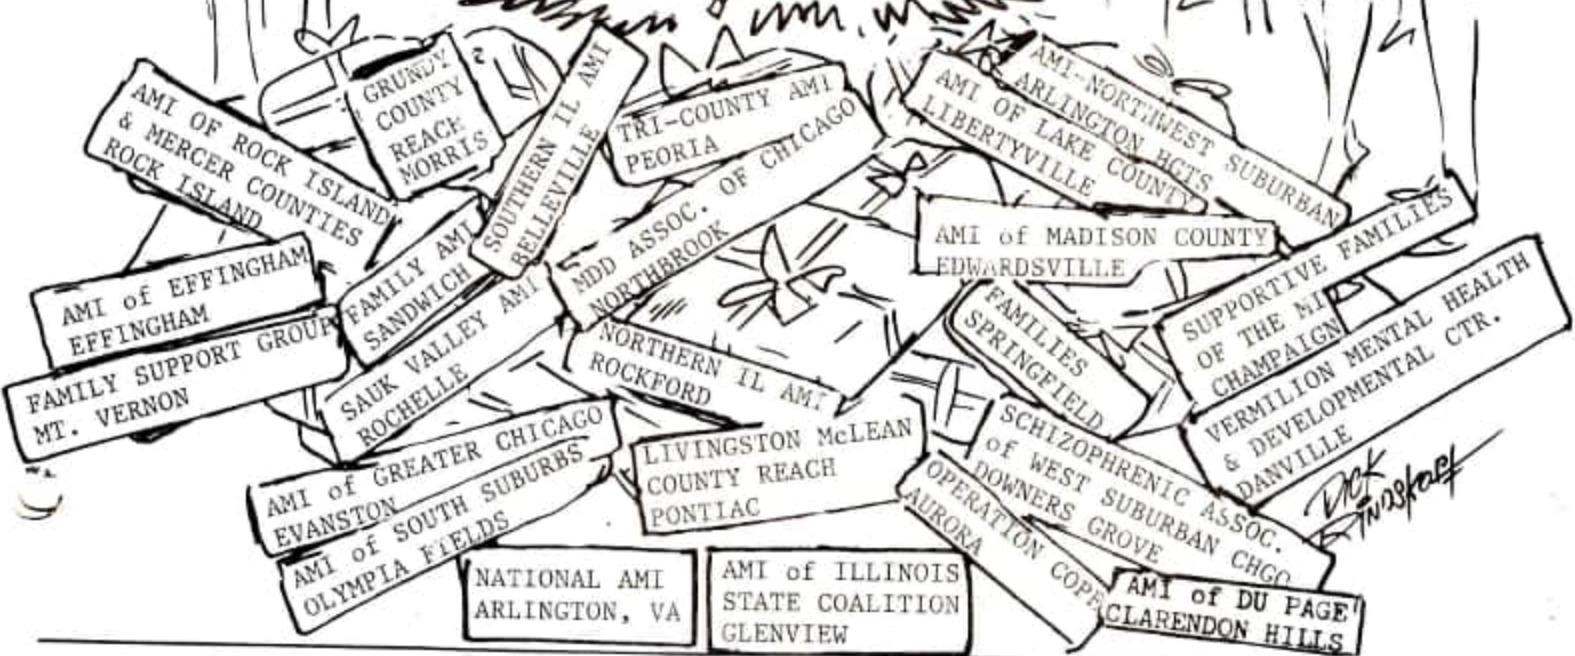 AMI OF ROCK ISLAND
& MERCER COUNTIES
ROCK ISLAND
GRUNDY
COUNTY
REACH
MORRIS
SOUTHERN IL AMI
BELLEVILLE
TRI-COUNTY AMI
PEORIA
MDD ASSOC. OF CHICAGO
NORTHBROOK
AMI-NORTHWEST SUBURBAN
ARLINGTON HGTS
AMI OF LAKE COUNTY
LIBERTYVILLE
AMI of MADISON COUNTY
EDWARDSVILLE
SUPPORTIVE FAMILIES
OF THE MI
CHAMPAIGN
AMI of EFFINGHAM
EFFINGHAM
FAMILY AMI
SANDWICH
FAMILY SUPPORT GROUP
MT. VERNON
SAUK VALLEY AMI
ROCHELLE
NORTHERN IL AMI
ROCKFORD
FAMILIES
SPRINGFIELD
VERMILION MENTAL HEALTH
& DEVELOPMENTAL CTR.
DANVILLE
AMI of GREATER CHICAGO
EVANSTON
LIVINGSTON McLEAN
COUNTY REACH
PONTIAC
SCHIZOPHRENIC ASSOC.
of WEST SUBURBAN CHGO
DOWNERS GROVE
AMI of SOUTH SUBURBS
OLYMPIA FIELDS
OPERATION COPE
AURORA
NATIONAL AMI
ARLINGTON, VA
AMI of ILLINOIS
STATE COALITION
GLENVIEW
AMI of DU PAGE
CLARENDON HILLS
DICK